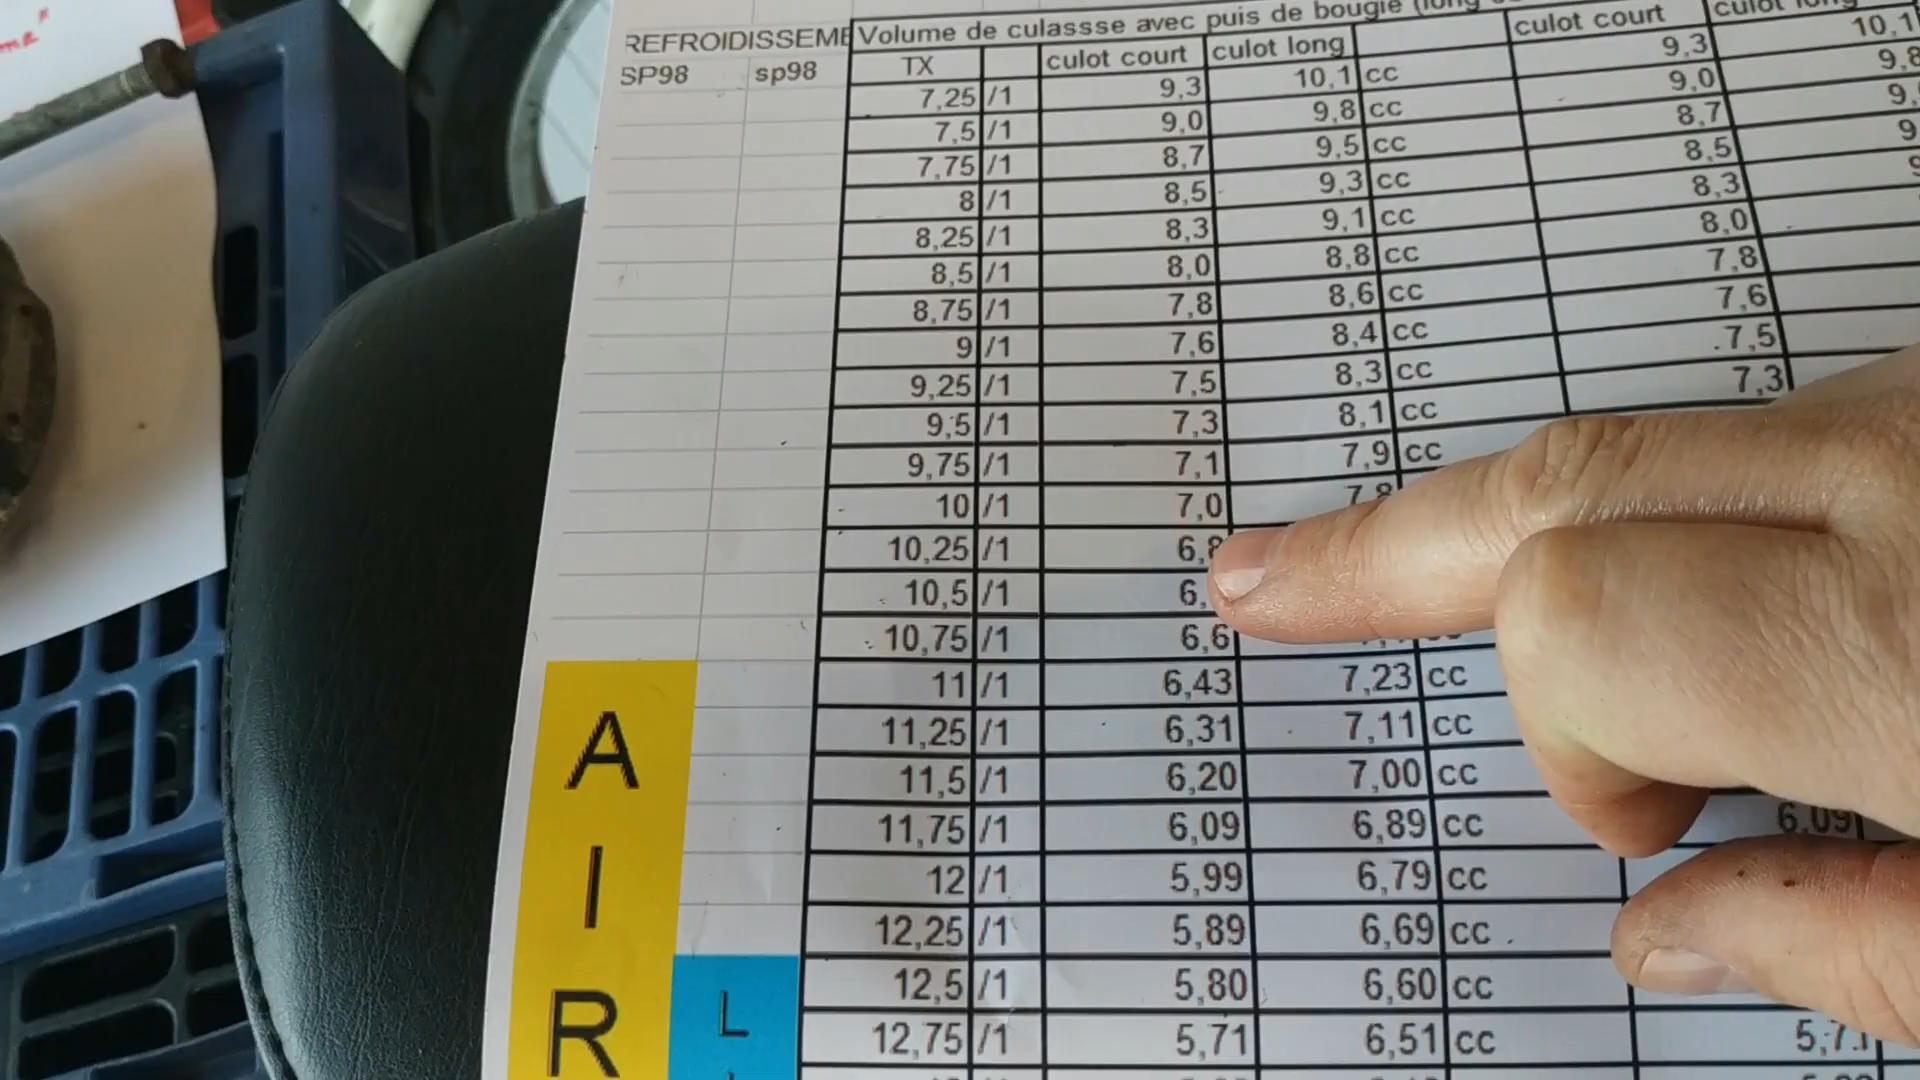 REFROIDISSEME Volume de culassse avec puis de bougie
SP98 sp98 TX culot court culot long culot court culot
7,25 /1 9,3 10,1 cc 9,3 10,1
7,5 /1 9,0 9,8 cc 9,0 9,8
7,75 /1 8,7 9,5 cc 8,7
8 /1 8,5 9,3 cc 8,5
8,25 /1 8,3 9,1 cc 8,3
8,5 /1 8,0 8,8 cc 8,0
8,75 /1 7,8 8,6 cc 7,8
9 /1 7,6 8,4 cc 7,6
9,25 /1 7,5 8,3 cc 7,5
9,5 /1 7,3 8,1 cc 7,3
9,75 /1 7,1 7,9 cc
10 /1 7,0 7,8
10,25 /1 6,8
10,5 /1 6,
10,75 /1 6,6
11 /1 6,43 7,23 cc
11,25 /1 6,31 7,11 cc
11,5 /1 6,20 7,00 cc
11,75 /1 6,09 6,89 cc 6,09
12 /1 5,99 6,79 cc
12,25 /1 5,89 6,69 cc
12,5 /1 5,80 6,60 cc
12,75 /1 5,71 6,51 cc 5,71
A
I
R
L